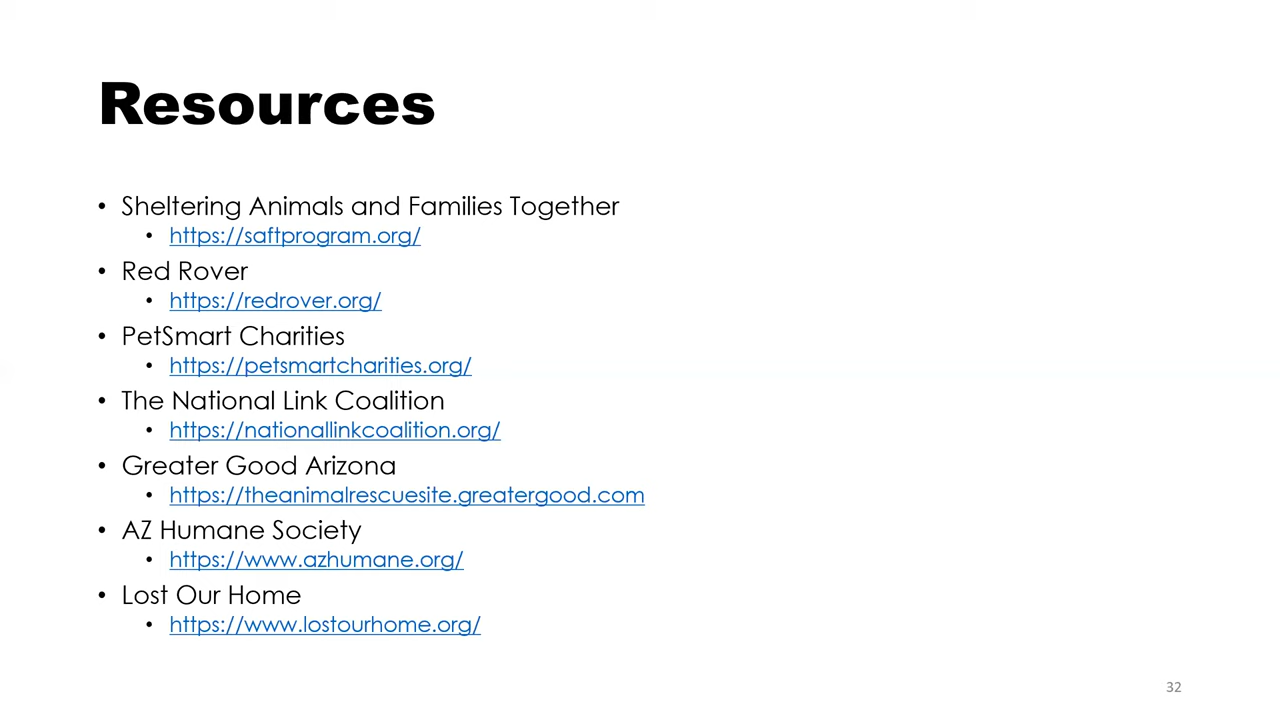 Resources
• Sheltering Animals and Families Together
• https://saftprogram.org/
• Red Rover
• https://redrover.org/
• PetSmart Charities
• https://petsmartcharities.org/
• The National Link Coalition
• https://nationallinkcoalition.org/
• Greater Good Arizona
• https://theanimalrescuesite.greatergood.com
• AZ Humane Society
• https://www.azhumane.org/
• Lost Our Home
• https://www.lostourhome.org/
32